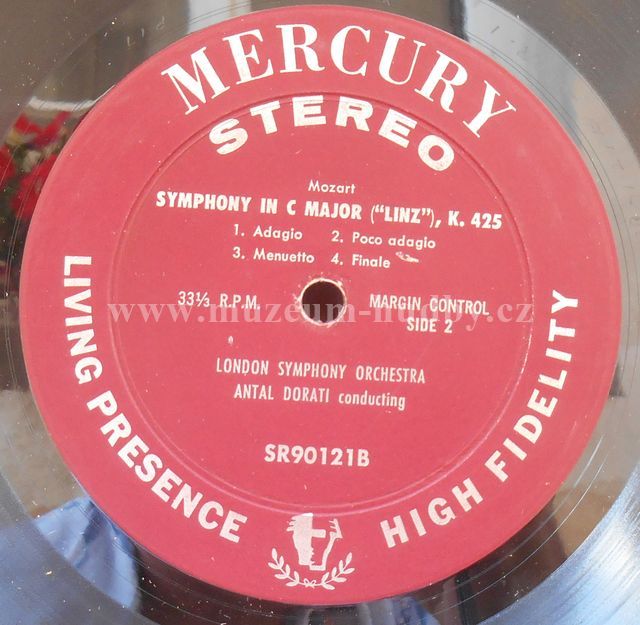 MERCURY
STEREO
Mozart
SYMPHONY IN C MAJOR ("LINZ"), K. 425
1. Adagio 2. Poco adagio
3. Menuetto 4. Finale
33⅓ R.P.M. MARGIN CONTROL
SIDE 2
www.muzeum-hudby.cz
LONDON SYMPHONY ORCHESTRA
ANTAL DORATI conducting
SR90121B
LIVING PRESENCE HIGH FIDELITY